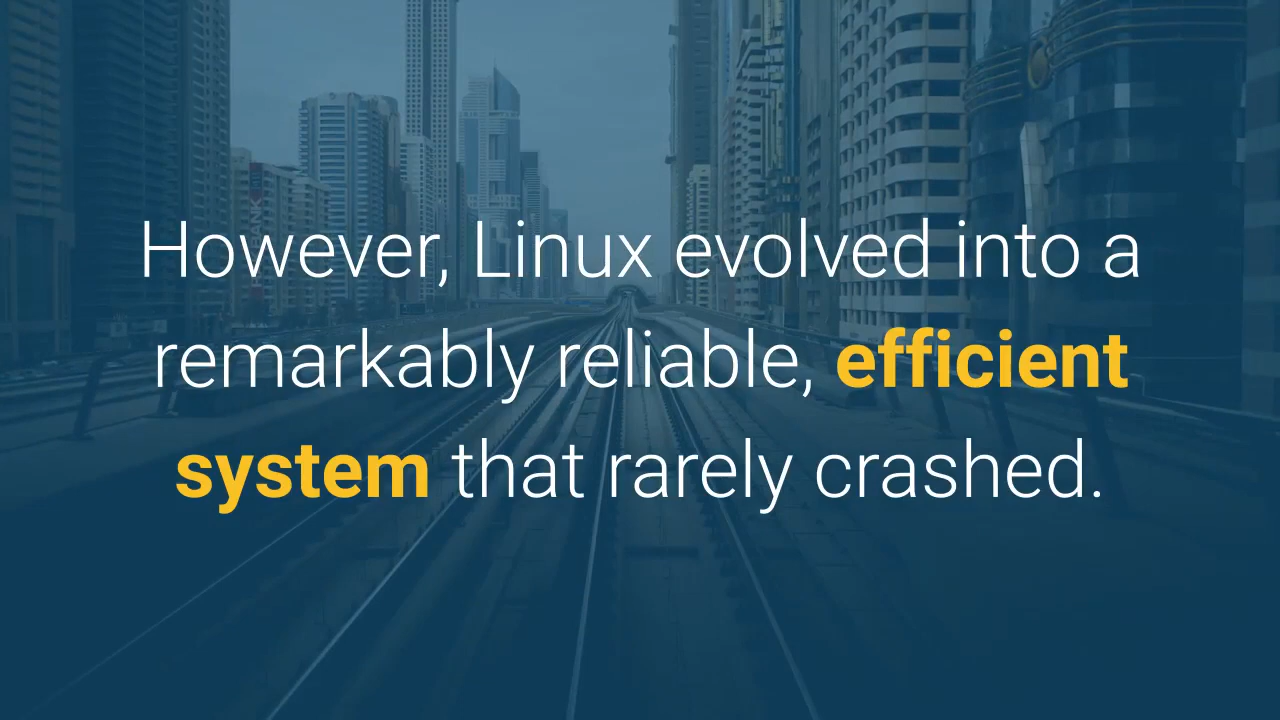 However, Linux evolved into a
remarkably reliable, efficient
system that rarely crashed.